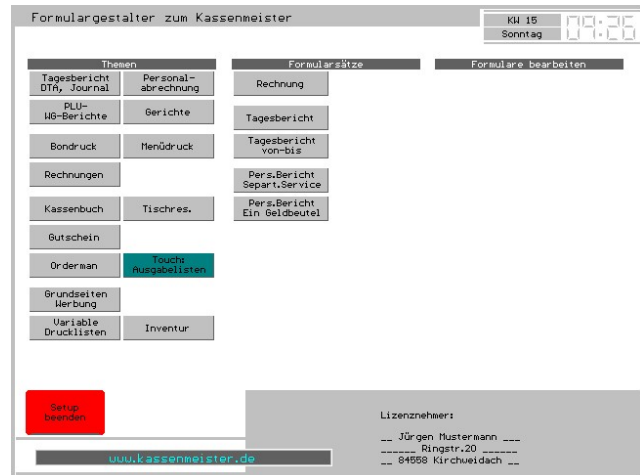 Formulargestalter zum Kassenmeister
KW 15
Sonntag
09:26
Themen
Formularsätze
Formulare bearbeiten
Tagesbericht
DTA, Journal
Personal-
abrechnung
Rechnung
PLU-
WG-Berichte
Gerichte
Tagesbericht
Bondruck
Menüdruck
Tagesbericht
von-bis
Rechnungen
Pers.Bericht
Separt.Service
Kassenbuch
Tischres.
Pers.Bericht
Ein Geldbeutel
Gutschein
Orderman
Touch:
Ausgabelisten
Grundseiten
Werbung
Variable
Drucklisten
Inventur
Setup
beenden
Lizenznehmer:
__ Jürgen Mustermann ___
______ Ringstr.20 ______
__ 84558 Kirchweidach __
www.kassenmeister.de